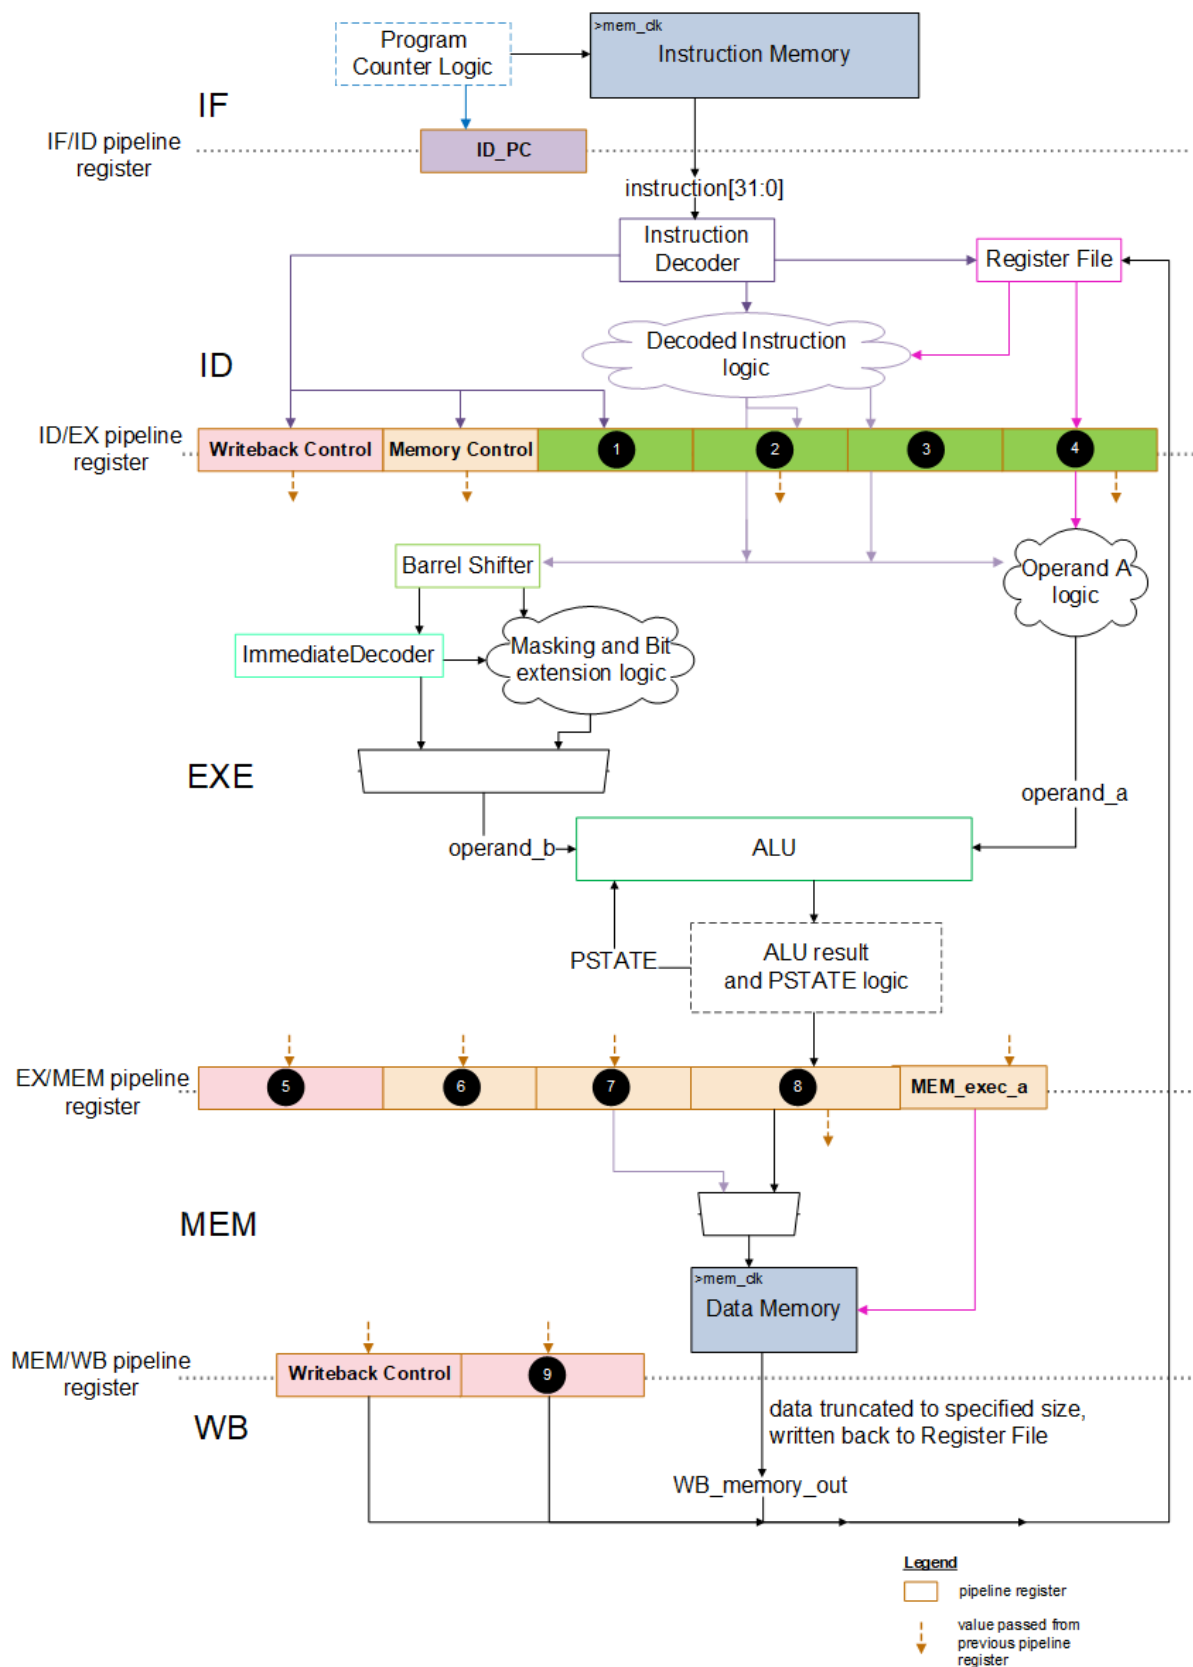 Program
Counter Logic
>mem_clk
Instruction Memory
IF
IF/ID pipeline
register
ID_PC
instruction[31:0]
Instruction
Decoder
Register File
Decoded Instruction
logic
ID
ID/EX pipeline
register
Writeback Control
Memory Control
1
2
3
4
Barrel Shifter
Operand A
logic
ImmediateDecoder
Masking and Bit
extension logic
EXE
operand_a
operand_b
ALU
PSTATE
ALU result
and PSTATE logic
EX/MEM pipeline
register
5
6
7
8
MEM_exec_a
MEM
>mem_clk
Data Memory
MEM/WB pipeline
register
Writeback Control
9
WB
data truncated to specified size,
written back to Register File
WB_memory_out
Legend
pipeline register
value passed from
previous pipeline
register